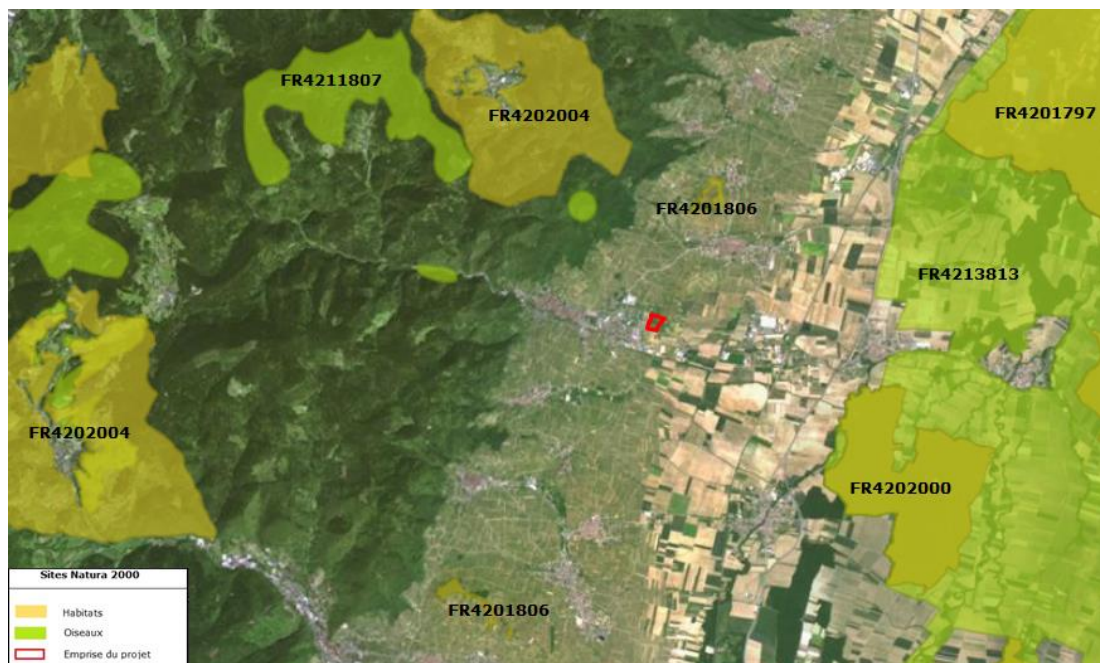 FR4211807
FR4202004
FR4201797
FR4201806
FR4213813
FR4202004
FR4202000
FR4201806
Sites Natura 2000
Habitats
Oiseaux
Emprise du projet